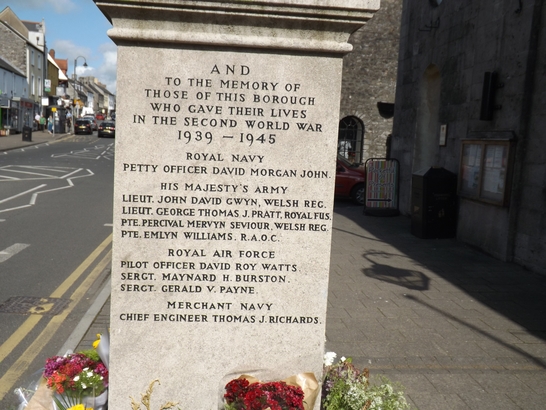 AND
TO THE MEMORY OF
THOSE OF THIS BOROUGH
WHO GAVE THEIR LIVES
IN THE SECOND WORLD WAR
1939 — 1945
ROYAL NAVY
PETTY OFFICER DAVID MORGAN JOHN.
HIS MAJESTY'S ARMY
LIEUT. JOHN DAVID GWYN, WELSH REG.
LIEUT. GEORGE THOMAS. J. PRATT, ROYAL FUS.
PTE. PERCIVAL MERVYN SEVIOUR, WELSH REG.
PTE. EMLYN WILLIAMS. R.A.O.C.
ROYAL AIR FORCE
PILOT OFFICER DAVID ROY WATTS.
SERGT. MAYNARD H. BURSTON.
SERGT. GERALD V. PAYNE.
MERCHANT NAVY
CHIEF ENGINEER THOMAS J. RICHARDS.